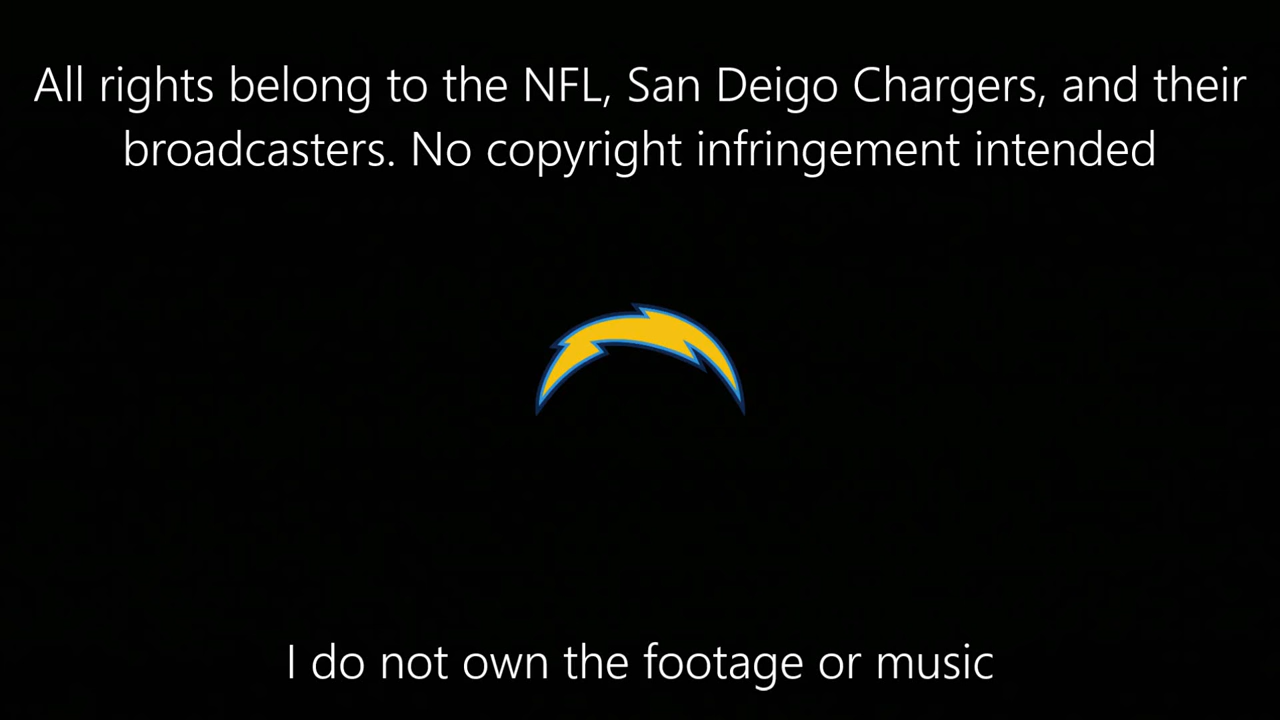 All rights belong to the NFL, San Deigo Chargers, and their
broadcasters. No copyright infringement intended
I do not own the footage or music